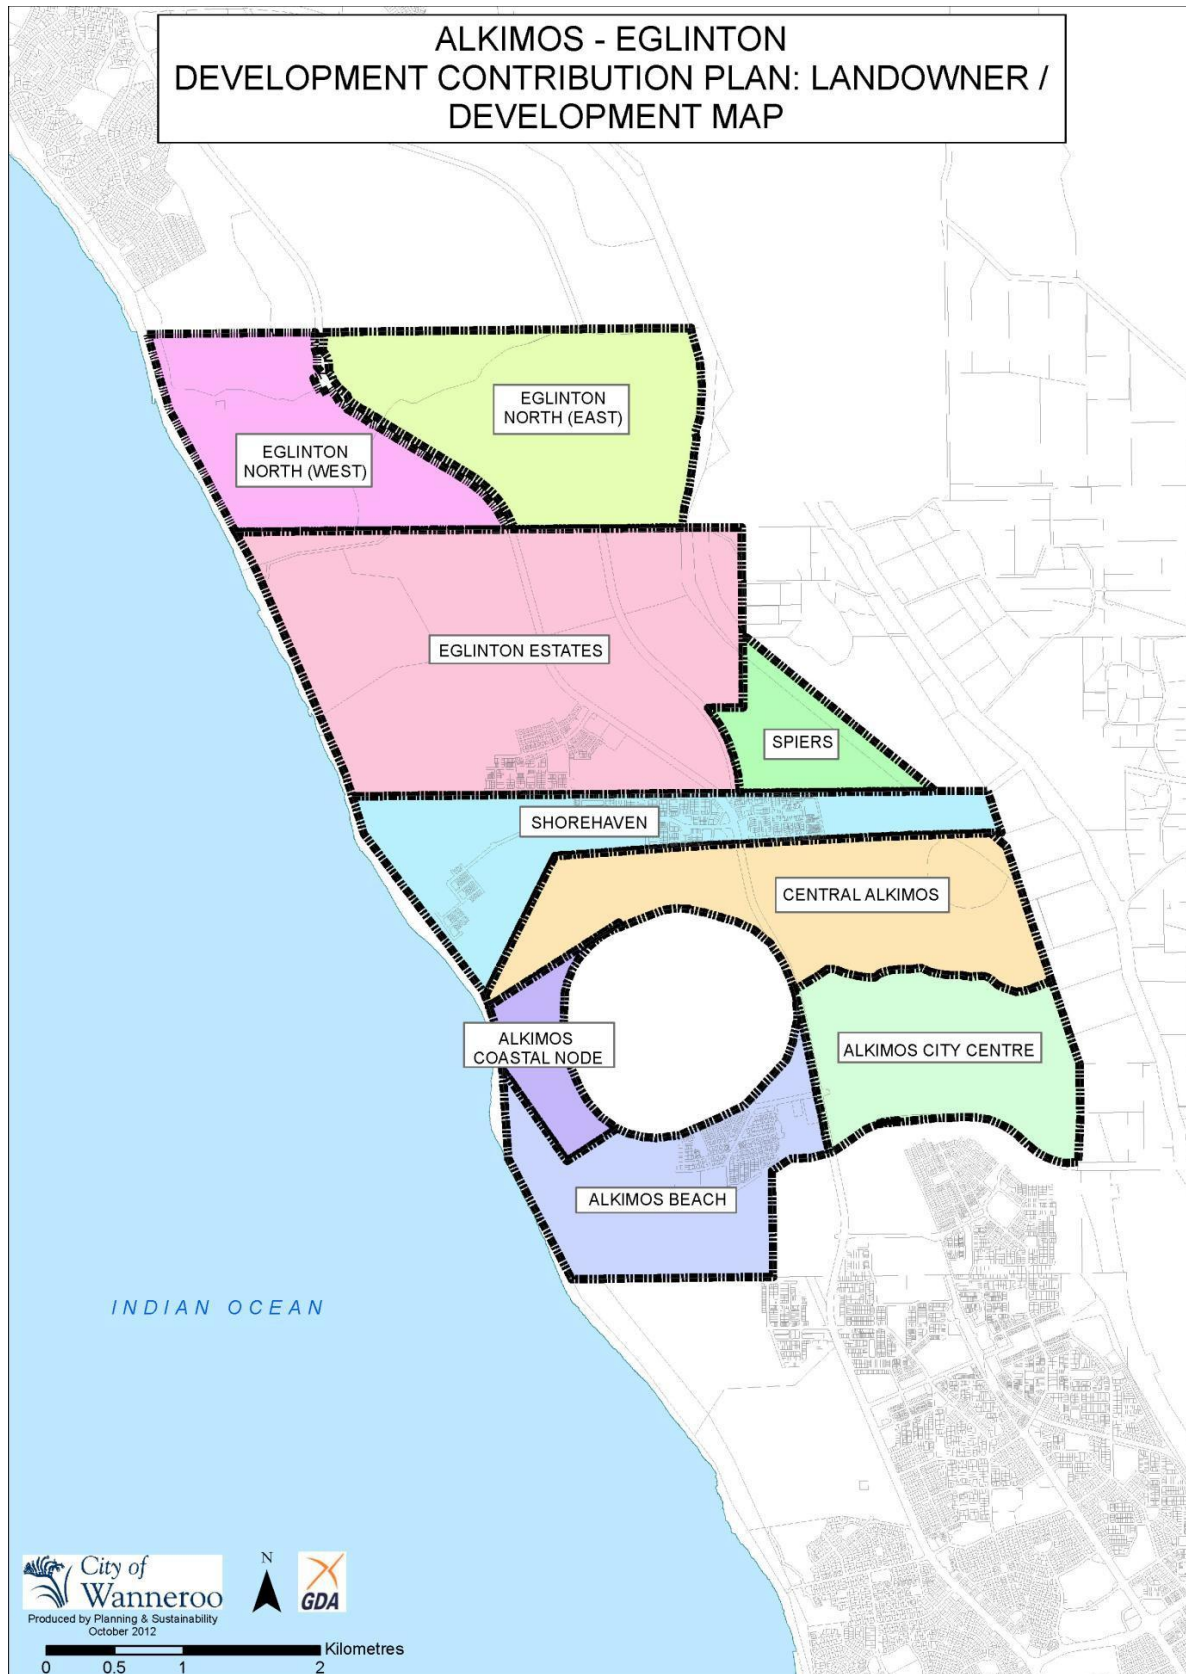 ALKIMOS - EGLINTON
DEVELOPMENT CONTRIBUTION PLAN: LANDOWNER /
DEVELOPMENT MAP
EGLINTON
NORTH (EAST)
EGLINTON
NORTH (WEST)
EGLINTON ESTATES
SPIERS
SHOREHAVEN
CENTRAL ALKIMOS
ALKIMOS
COASTAL NODE
ALKIMOS CITY CENTRE
ALKIMOS BEACH
INDIAN OCEAN
City of
Wanneroo
Produced by Planning & Sustainability
October 2012
N
GDA
Kilometres
0 0.5 1 2